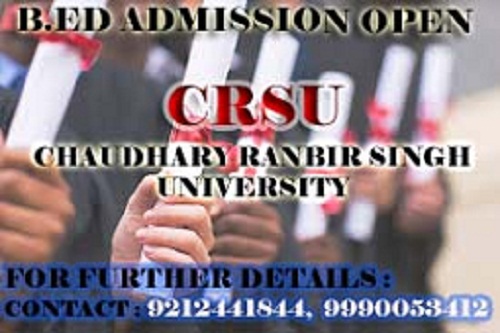 B.ED ADMISSION OPEN
CRSU
CHAUDHARY RANBIR SINGH
UNIVERSITY
FOR FURTHER DETAILS :
CONTACT : 9212441844, 9990053412